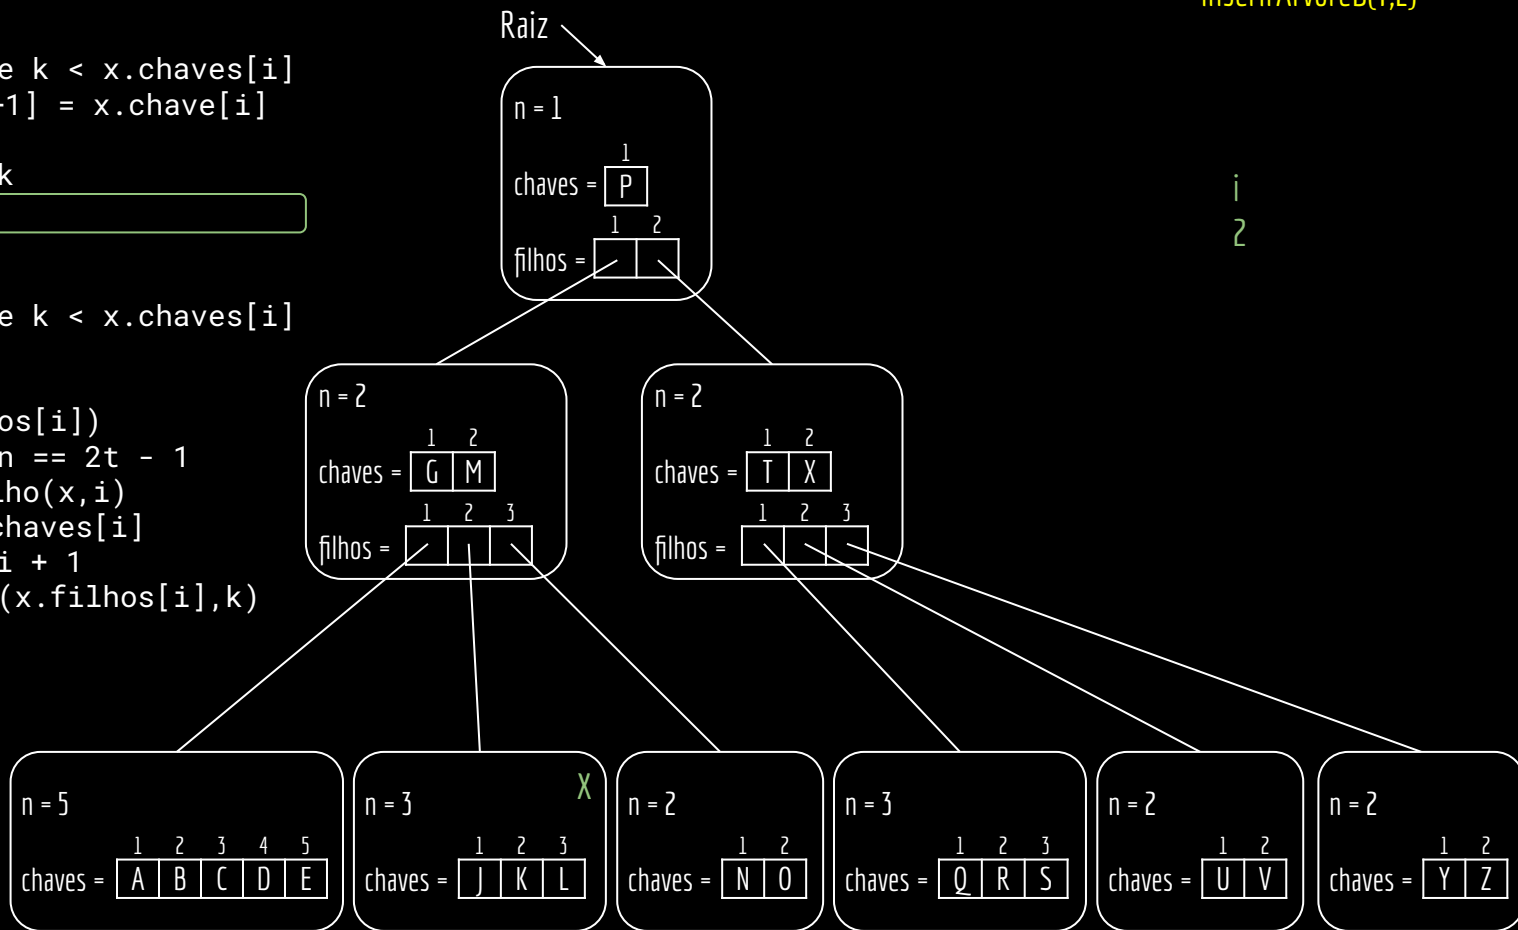 Raiz
e k < x.chaves[i]
-1] = x.chave[i]
k
e k < x.chaves[i]
os[i])
n == 2t - 1
lho(x,i)
chaves[i]
i + 1
(x.filhos[i],k)
i
2
n = 1
1
chaves = P
1 2
filhos =
n = 2
1 2
chaves = G M
1 2 3
filhos =
n = 2
1 2
chaves = T X
1 2 3
filhos =
n = 5
1 2 3 4 5
chaves = A B C D E
X
n = 3
1 2 3
chaves = J K L
n = 2
1 2
chaves = N O
n = 3
1 2 3
chaves = Q R S
n = 2
1 2
chaves = U V
n = 2
1 2
chaves = Y Z